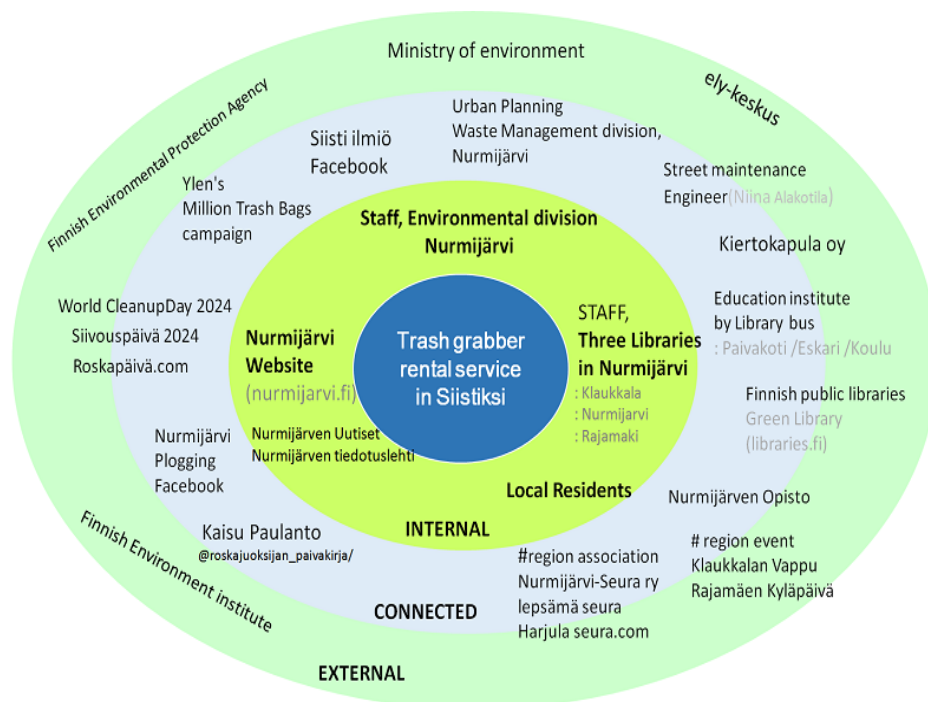 Ministry of environment
ely-keskus
Finnish Environmental Protection Agency
Siisti ilmiö
Facebook
Urban Planning
Waste Management division,
Nurmijärvi
Ylen's
Million Trash Bags
campaign
Street maintenance
Engineer(Niina Alakotila)
Staff, Environmental division
Nurmijärvi
Kiertokapula oy
World CleanupDay 2024
Siivouspäivä 2024
Roskapäivä.com
Nurmijärvi
Website
(nurmijarvi.fi)
Trash grabber
rental service
in Siistiksi
STAFF,
Three Libraries
in Nurmijärvi
: Klaukkala
: Nurmijarvi
: Rajamaki
Education institute
by Library bus
: Paivakoti /Eskari /Koulu
Finnish public libraries
Green Library
(libraries.fi)
Nurmijärven Uutiset
Nurmijärven tiedotuslehti
Nurmijärvi
Plogging
Facebook
Local Residents
Nurmijärven Opisto
INTERNAL
Kaisu Paulanto
@roskajuoksijan_paivakirja/
#region association
Nurmijärvi-Seura ry
lepsämä seura
Harjula seura.com
# region event
Klaukkalan Vappu
Rajamäen Kyläpäivä
Finnish Environment institute
CONNECTED
EXTERNAL